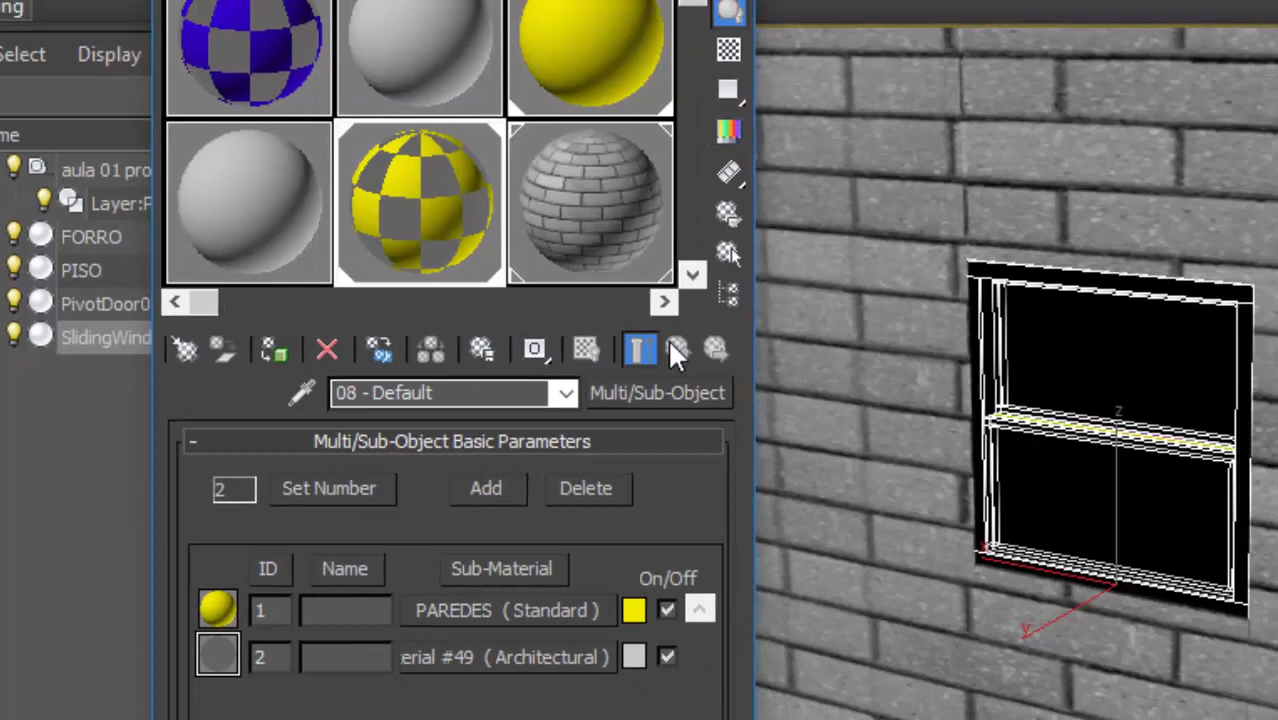 ng
elect Display
me
aula 01 pro
Layer:P
FORRO
PISO
PivotDoor0
SlidingWind
08 - Default Multi/Sub-Object
- Multi/Sub-Object Basic Parameters
2 Set Number Add Delete
ID Name Sub-Material On/Off
1 PAREDES ( Standard )
2 erial #49 ( Architectural )
z
x
Y